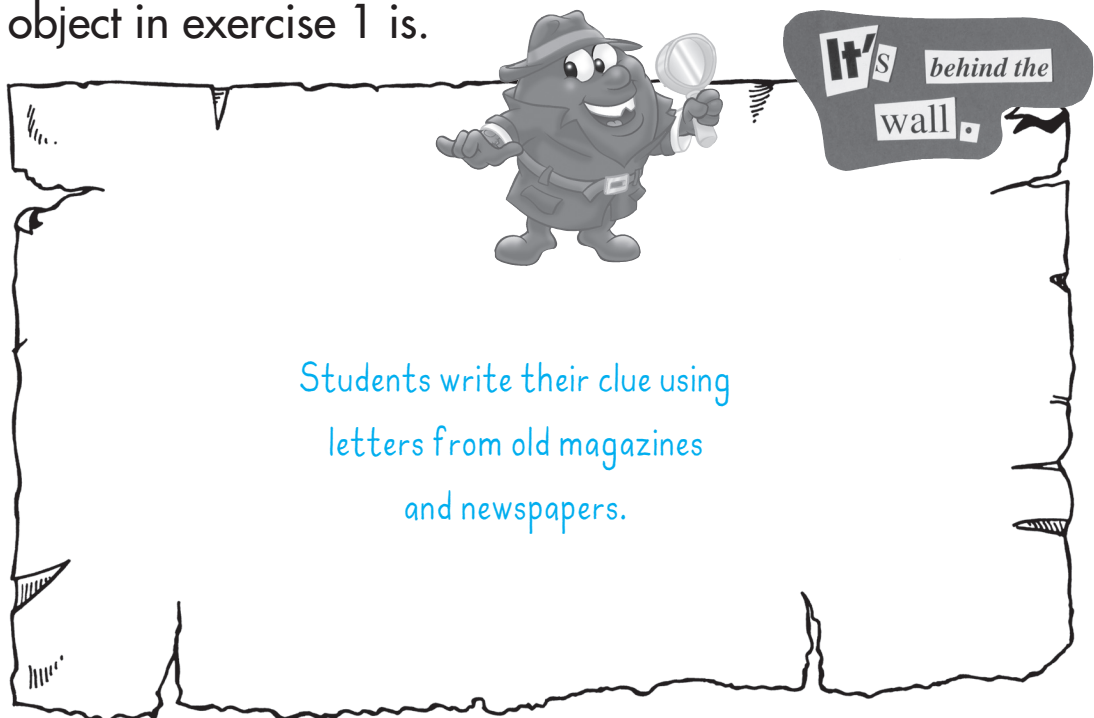 object in exercise 1 is.
It's behind the
wall.
Students write their clue using
letters from old magazines
and newspapers.